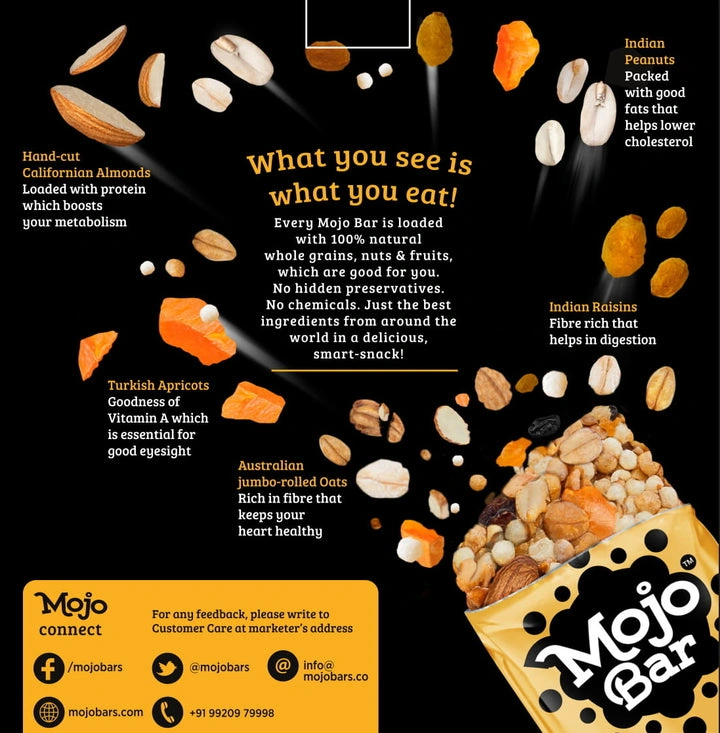 Indian
Peanuts
Packed
with good
fats that
helps lower
cholesterol
Hand-cut
Californian Almonds
Loaded with protein
which boosts
your metabolism
What you see is
what you eat!
Every Mojo Bar is loaded
with 100% natural
whole grains, nuts & fruits,
which are good for you.
No hidden preservatives.
No chemicals. Just the best
ingredients from around the
world in a delicious,
smart-snack!
Indian Raisins
Fibre rich that
helps in digestion
Turkish Apricots
Goodness of
Vitamin A which
is essential for
good eyesight
Australian
jumbo-rolled Oats
Rich in fibre that
keeps your
heart healthy
Mojo
Bar
TM
Mojo
connect
For any feedback, please write to
Customer Care at marketer's address
/mojobars
@mojobars
@
info@
mojobars.co
mojobars.com
+91 99209 79998